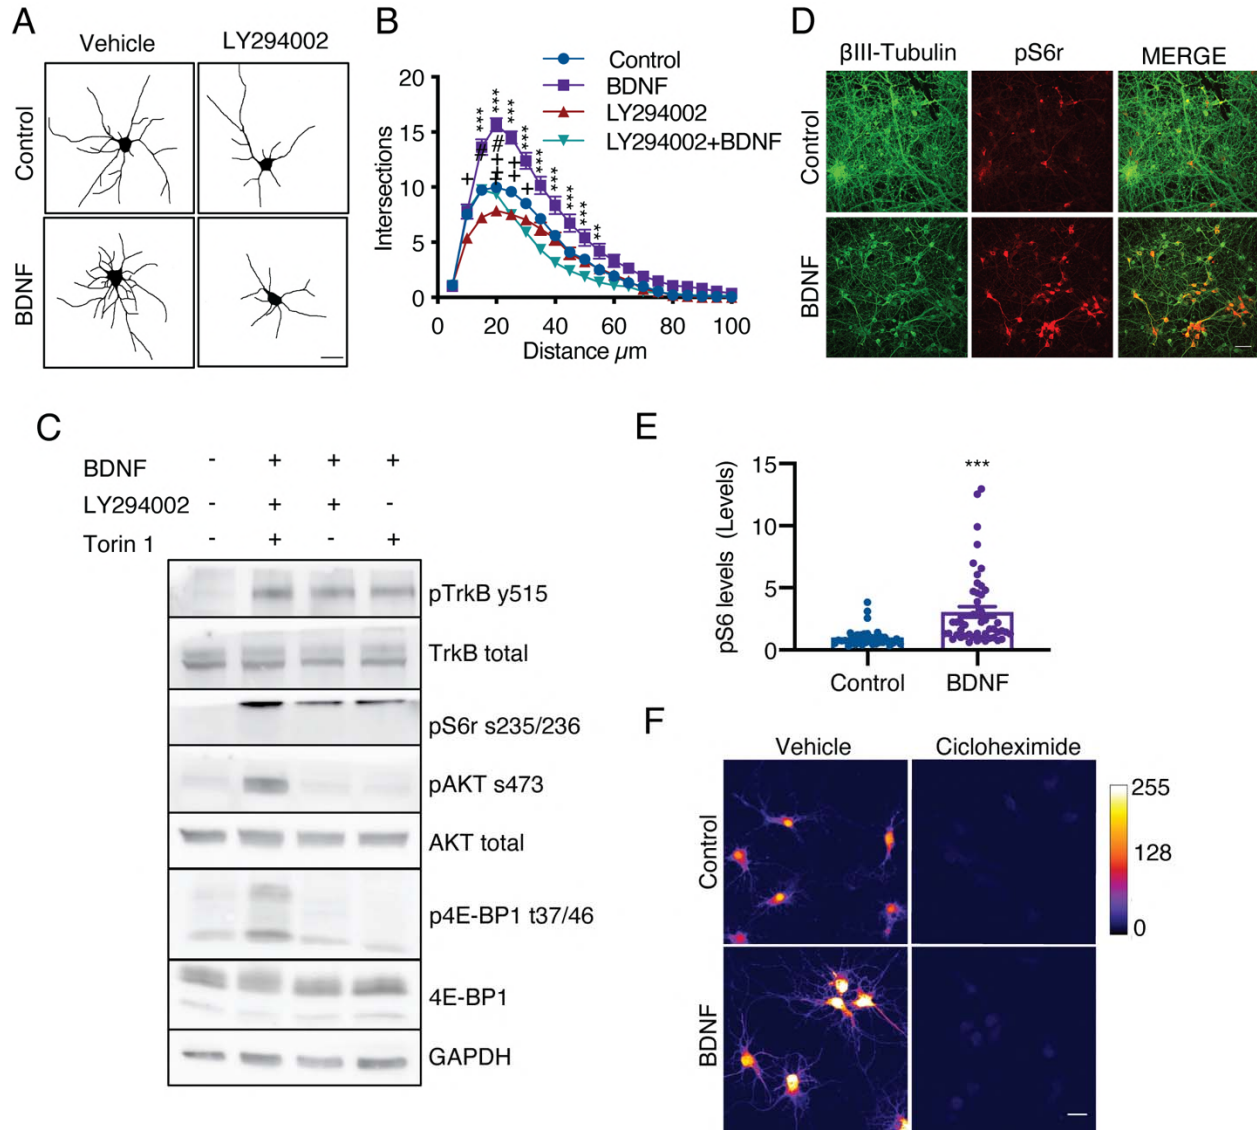 A
Vehicle
LY294002
Control
BDNF
B
Control
BDNF
LY294002
LY294002+BDNF
Intersections
20
15
10
5
0
0
20
40
60
80
100
Distance µm
***
***
***
***
***
***
***
***
**
#
#
+
+
+
+
+
+
D
βIII-Tubulin
pS6r
MERGE
Control
BDNF
C
BDNF - + + +
LY294002 - + + -
Torin 1 - + - +
pTrkB y515
TrkB total
pS6r s235/236
pAKT s473
AKT total
p4E-BP1 t37/46
4E-BP1
GAPDH
E
pS6 levels (Levels)
15
10
5
0
***
Control
BDNF
F
Vehicle
Cicloheximide
Control
BDNF
255
128
0